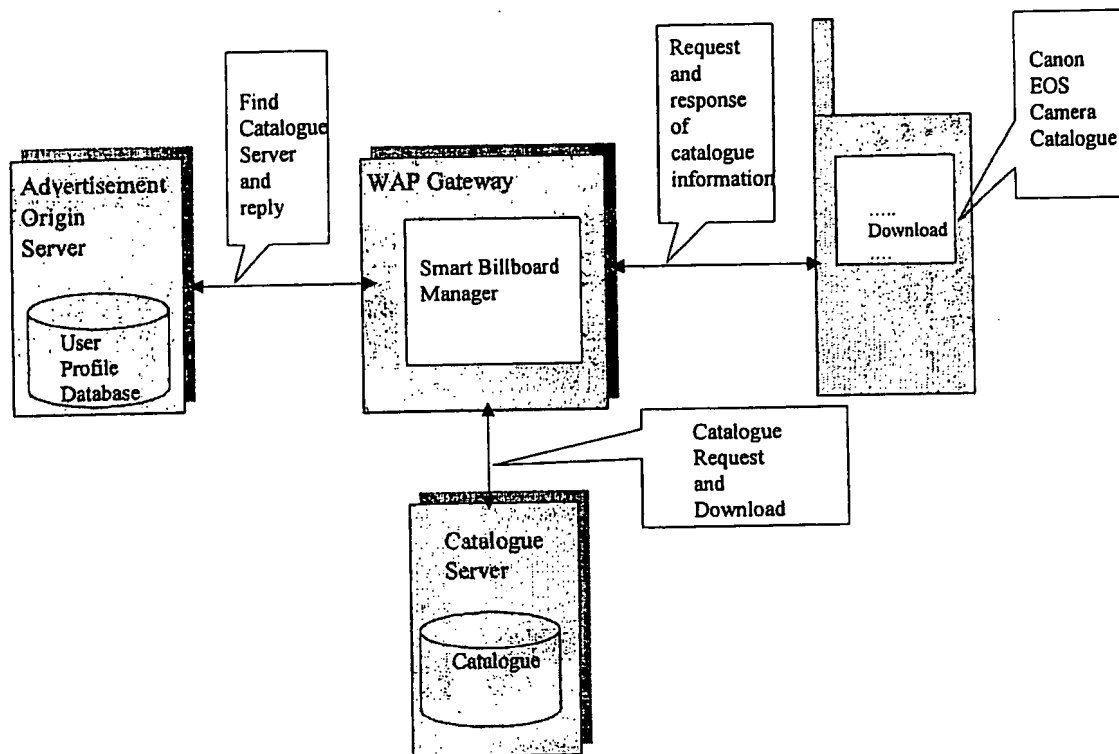 Advertisement
Origin
Server
User
Profile
Database
Find
Catalogue
Server
and
reply
WAP Gateway
Smart Billboard
Manager
Request
and
response
of
catalogue
information
.....
Download
.....
Canon
EOS
Camera
Catalogue
Catalogue
Request
and
Download
Catalogue
Server
Catalogue